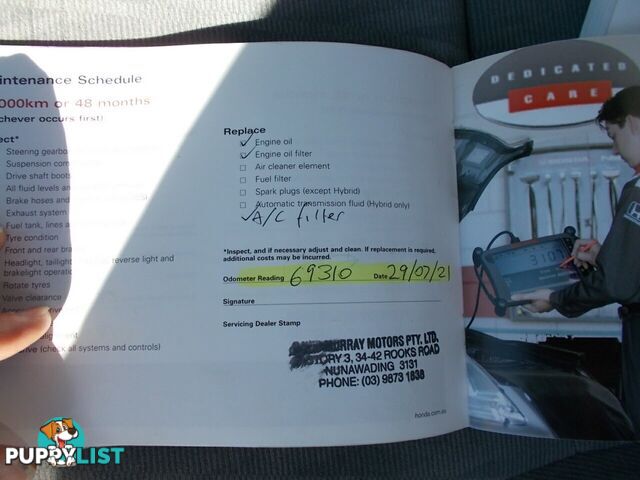 intenance Schedule
000km or 48 months
chever occurs first)
ect*
Steering gearbo
Suspension com
Drive shaft boots
All fluid levels an
Brake hoses and
Exhaust system
Fuel tank, lines a
Tyre condition
Front and rear bra
Headlight, taillight reverse light and
brakelight operati
Rotate tyres
Valve clearance
drive (check all systems and controls)
Replace
Engine oil
Engine oil filter
Air cleaner element
Fuel filter
Spark plugs (except Hybrid)
Automatic transmission fluid (Hybrid only)
A/C filter
*Inspect, and if necessary adjust and clean. If replacement is required,
additional costs may be incurred.
Odometer Reading 69310 Date 29/07/21
Signature
Servicing Dealer Stamp
MURRAY MOTORS PTY. LTD.
TORY 3, 34-42 ROOKS ROAD
NUNAWADING 3131
PHONE: (03) 9873 1838
honda.com.au
DEDICATED
CARE
HONDA
PUPPYLIST